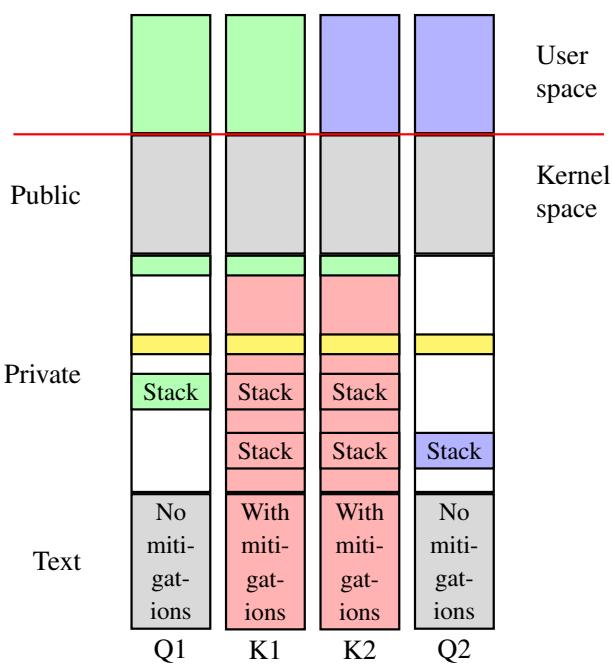 User
space
Public
Kernel
space
Private
Stack Stack Stack
Stack Stack Stack
Text
No With With No
miti- miti- miti- miti-
gat- gat- gat- gat-
ions ions ions ions
Q1 K1 K2 Q2